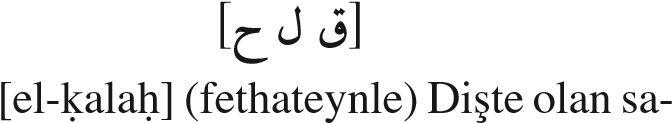 [ق ل ح]
[el-ḳalaḥ] (fethateynle) Dişte olan sa-